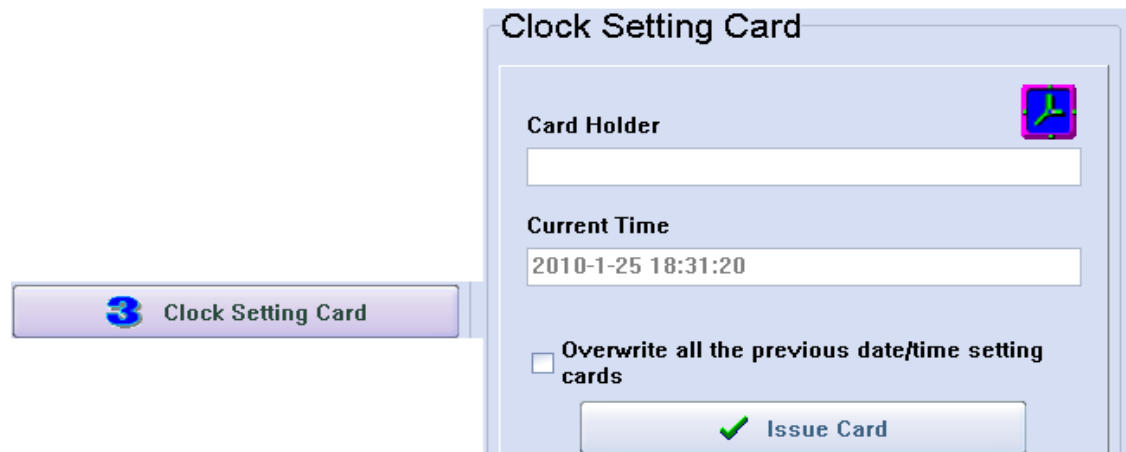 Clock Setting Card
Card Holder
Current Time
2010-1-25 18:31:20
3 Clock Setting Card
Overwrite all the previous date/time setting
cards
Issue Card